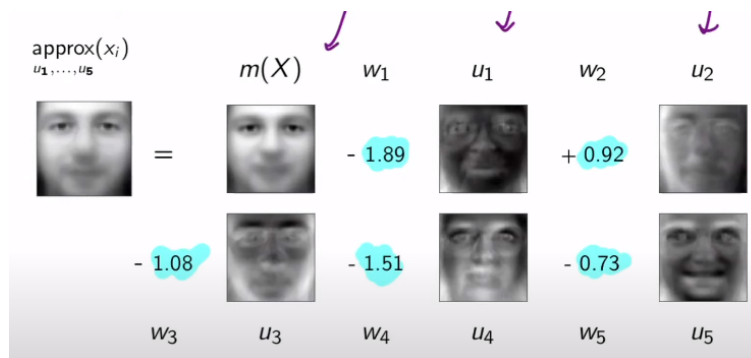 approx(x_i)
u_1,...,u_5
m(X) w_1 u_1 w_2 u_2
= - 1.89 + 0.92
- 1.08 - 1.51 - 0.73
w_3 u_3 w_4 u_4 w_5 u_5